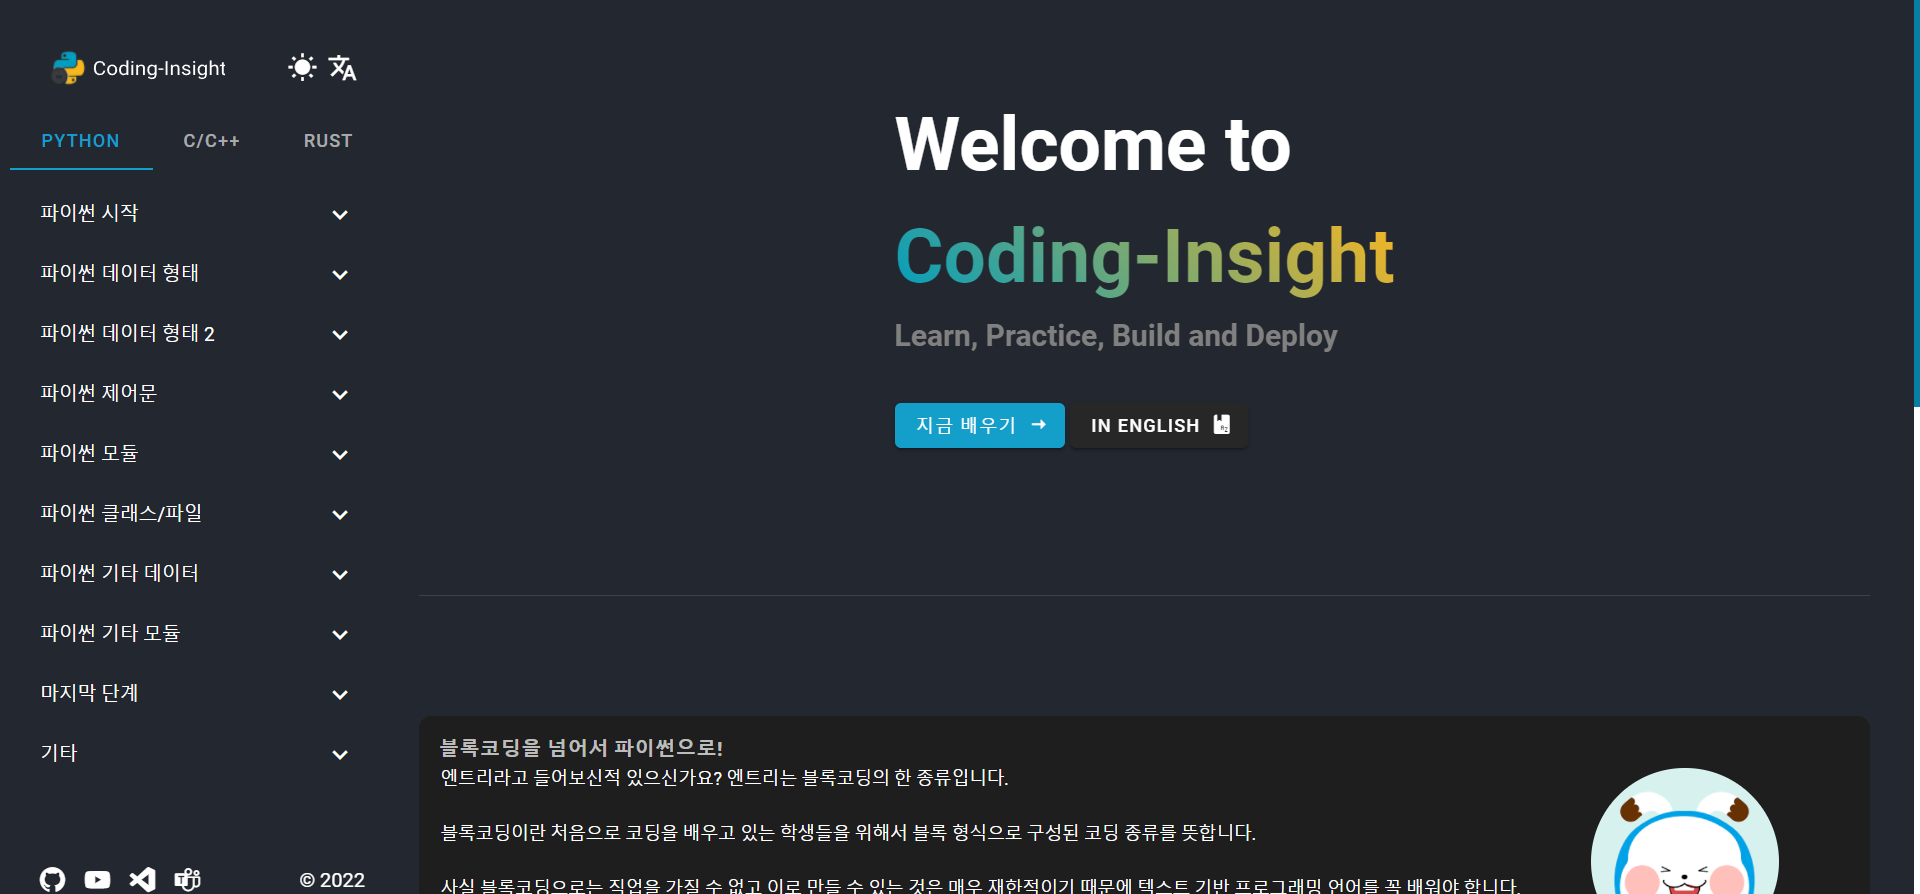 Coding-Insight
PYTHON
C/C++
RUST
파이썬 시작
파이썬 데이터 형태
파이썬 데이터 형태 2
파이썬 제어문
파이썬 모듈
파이썬 클래스/파일
파이썬 기타 데이터
파이썬 기타 모듈
마지막 단계
기타
© 2022
Welcome to
Coding-Insight
Learn, Practice, Build and Deploy
지금 배우기
IN ENGLISH
블록코딩을 넘어서 파이썬으로!
엔트리라고 들어보신적 있으신가요? 엔트리는 블록코딩의 한 종류입니다.
블록코딩이란 처음으로 코딩을 배우고 있는 학생들을 위해서 블록 형식으로 구성된 코딩 종류를 뜻합니다.
사실 블록코딩으로는 직업을 가질 수 없고 이로 만들 수 있는 것은 매우 재한적이기 때문에 텍스트 기반 프로그래밍 언어를 꼭 배워야 합니다.